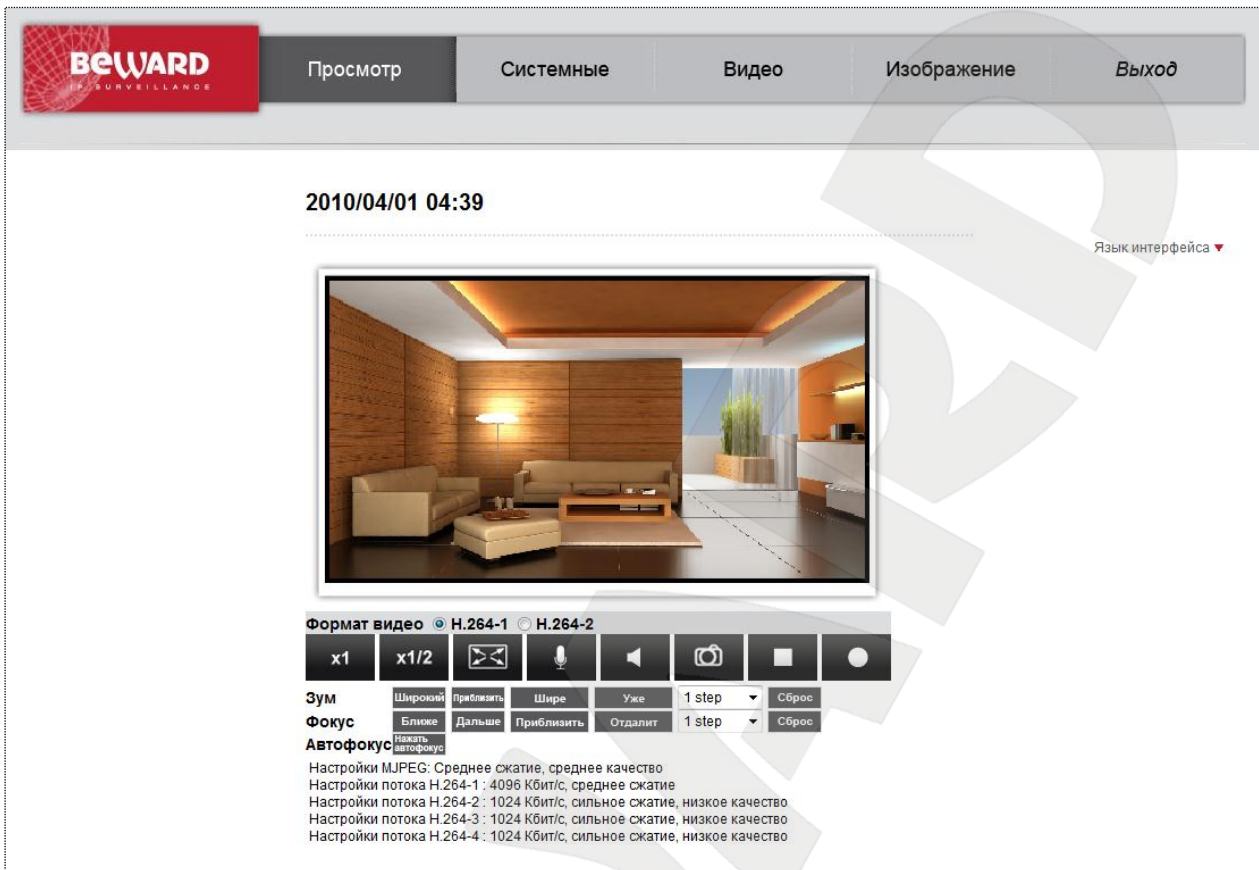 BEWARD
IP SURVEILLANCE
Просмотр
Системные
Видео
Изображение
Выход
2010/04/01 04:39
Язык интерфейса
Формат видео H.264-1 H.264-2
x1 x1/2
Зум Широкий Приблизить Шире Уже 1 step Сброс
Фокус Ближе Дальше Приблизить Отдалит 1 step Сброс
Автофокус Нажать автофокус
Настройки MJPEG: Среднее сжатие, среднее качество
Настройки потока H.264-1 : 4096 Кбит/с, среднее сжатие
Настройки потока H.264-2 : 1024 Кбит/с, сильное сжатие, низкое качество
Настройки потока H.264-3 : 1024 Кбит/с, сильное сжатие, низкое качество
Настройки потока H.264-4 : 1024 Кбит/с, сильное сжатие, низкое качество